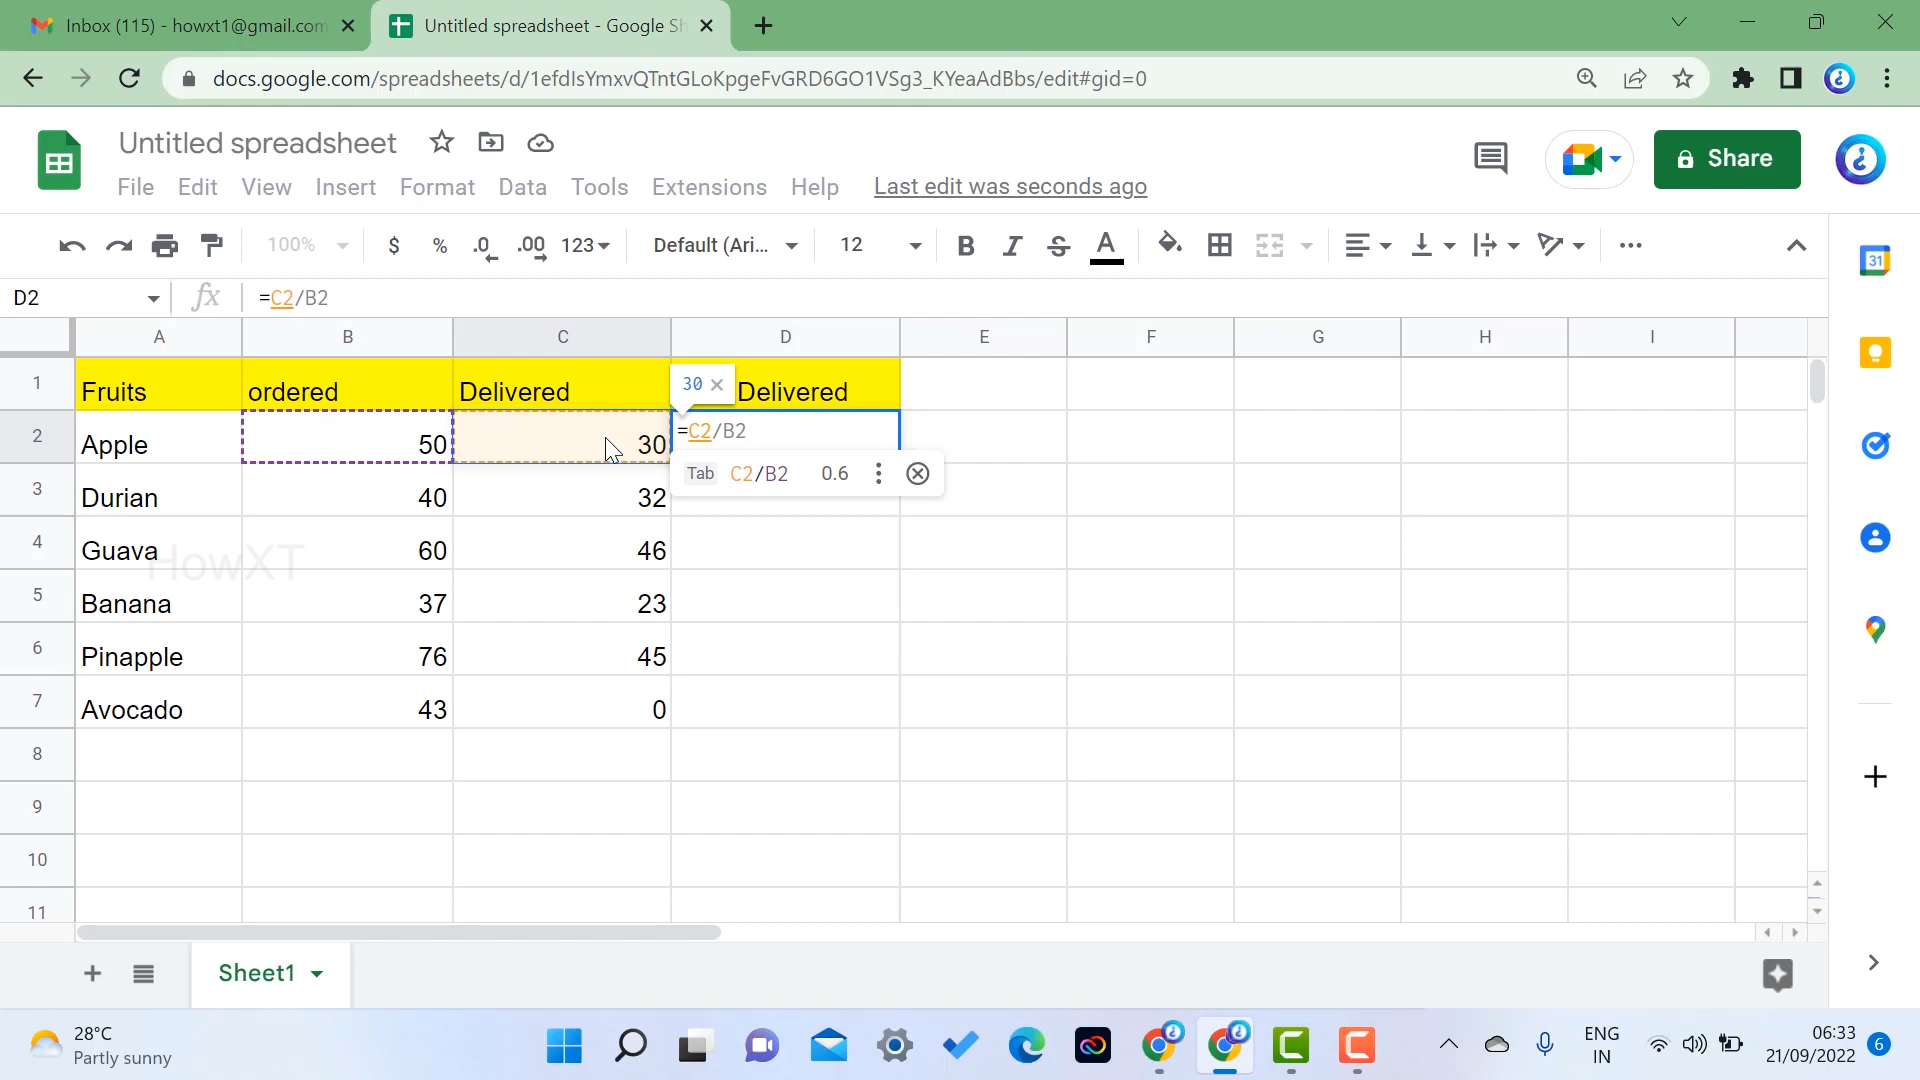 Inbox (115) - howxt1@gmail.com
Untitled spreadsheet - Google Sh
docs.google.com/spreadsheets/d/1efdIsYmxvQTntGLoKpgeFvGRD6GO1VSg3_KYeaAdBbs/edit#gid=0
Untitled spreadsheet
File Edit View Insert Format Data Tools Extensions Help Last edit was seconds ago
Share
100% $ % .0 .00 123 Default (Ari... 12 B I S A
31
D2 fx =C2/B2
A B C D E F G H I
1 Fruits ordered Delivered Delivered
30
2 Apple 50 30 =C2/B2
Tab C2/B2 0.6
3 Durian 40 32
4 Guava 60 46
HowXT
5 Banana 37 23
6 Pinapple 76 45
7 Avocado 43 0
8
9
10
11
Sheet1
28°C
Partly sunny
ENG
IN
06:33
21/09/2022
6